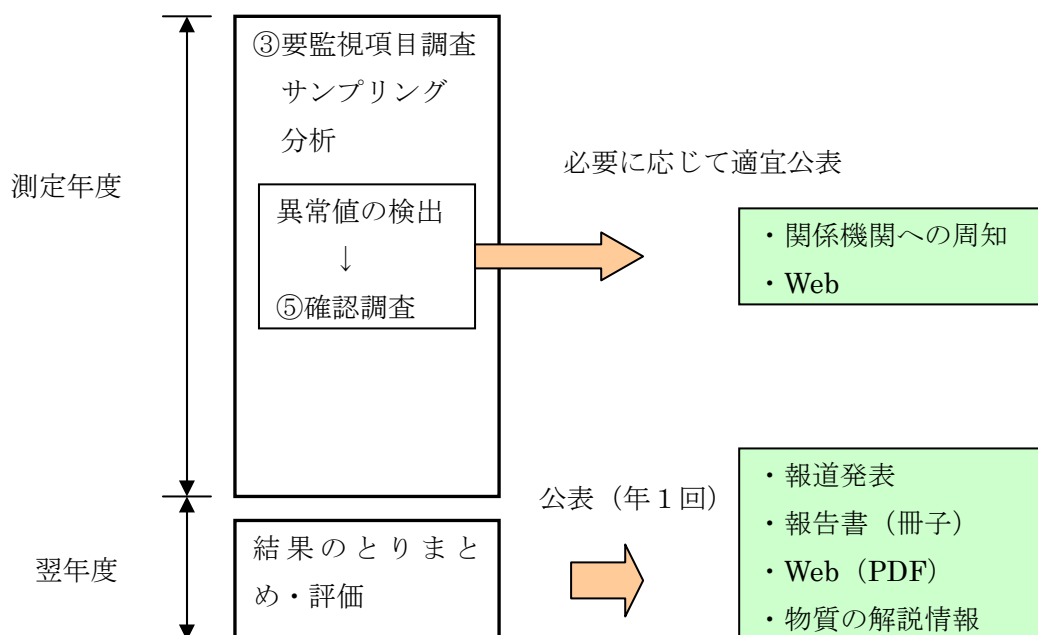 ③要監視項目調査
サンプリング
分析
測定年度
異常値の検出
↓
⑤確認調査
必要に応じて適宜公表
・関係機関への周知
・Web
翌年度
結果のとりまと
め・評価
公表（年１回）
・報道発表
・報告書（冊子）
・Web（PDF）
・物質の解説情報